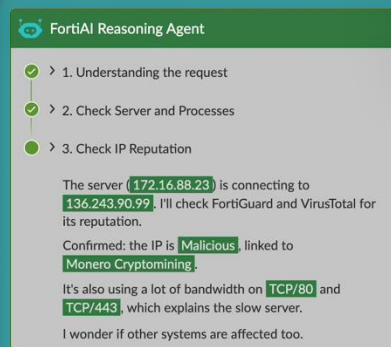 FortiAI Reasoning Agent
> 1. Understanding the request
> 2. Check Server and Processes
> 3. Check IP Reputation
The server (172.16.88.23) is connecting to
136.243.90.99. I'll check FortiGuard and VirusTotal for
its reputation.
Confirmed: the IP is Malicious, linked to
Monero Cryptomining.
It's also using a lot of bandwidth on TCP/80 and
TCP/443, which explains the slow server.
I wonder if other systems are affected too.